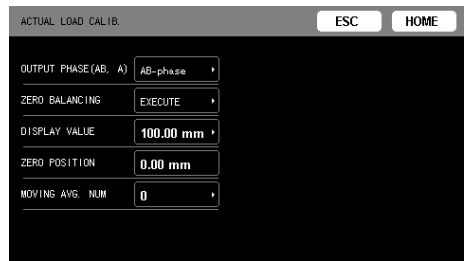 ACTUAL LOAD CALIB. ESC HOME
OUTPUT PHASE(AB, A) AB-phase
ZERO BALANCING EXECUTE
DISPLAY VALUE 100.00 mm
ZERO POSITION 0.00 mm
MOVING AVG. NUM 0